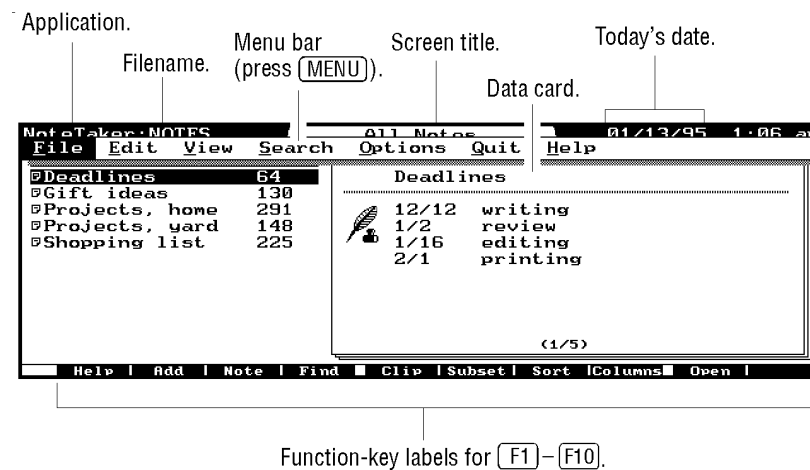 Application.
Filename.
Menu bar
(press MENU).
Screen title.
Data card.
Today's date.
NoteTaker:NOTES All Notes 01/13/95 1:06 a
File Edit View Search Options Quit Help
Deadlines 64
Gift ideas 130
Projects, home 291
Projects, yard 148
Shopping list 225
Deadlines
12/12 writing
1/2 review
1/16 editing
2/1 printing
(1/5)
Help | Add | Note | Find Clip |Subset| Sort |Columns Open |
Function-key labels for F1–F10.